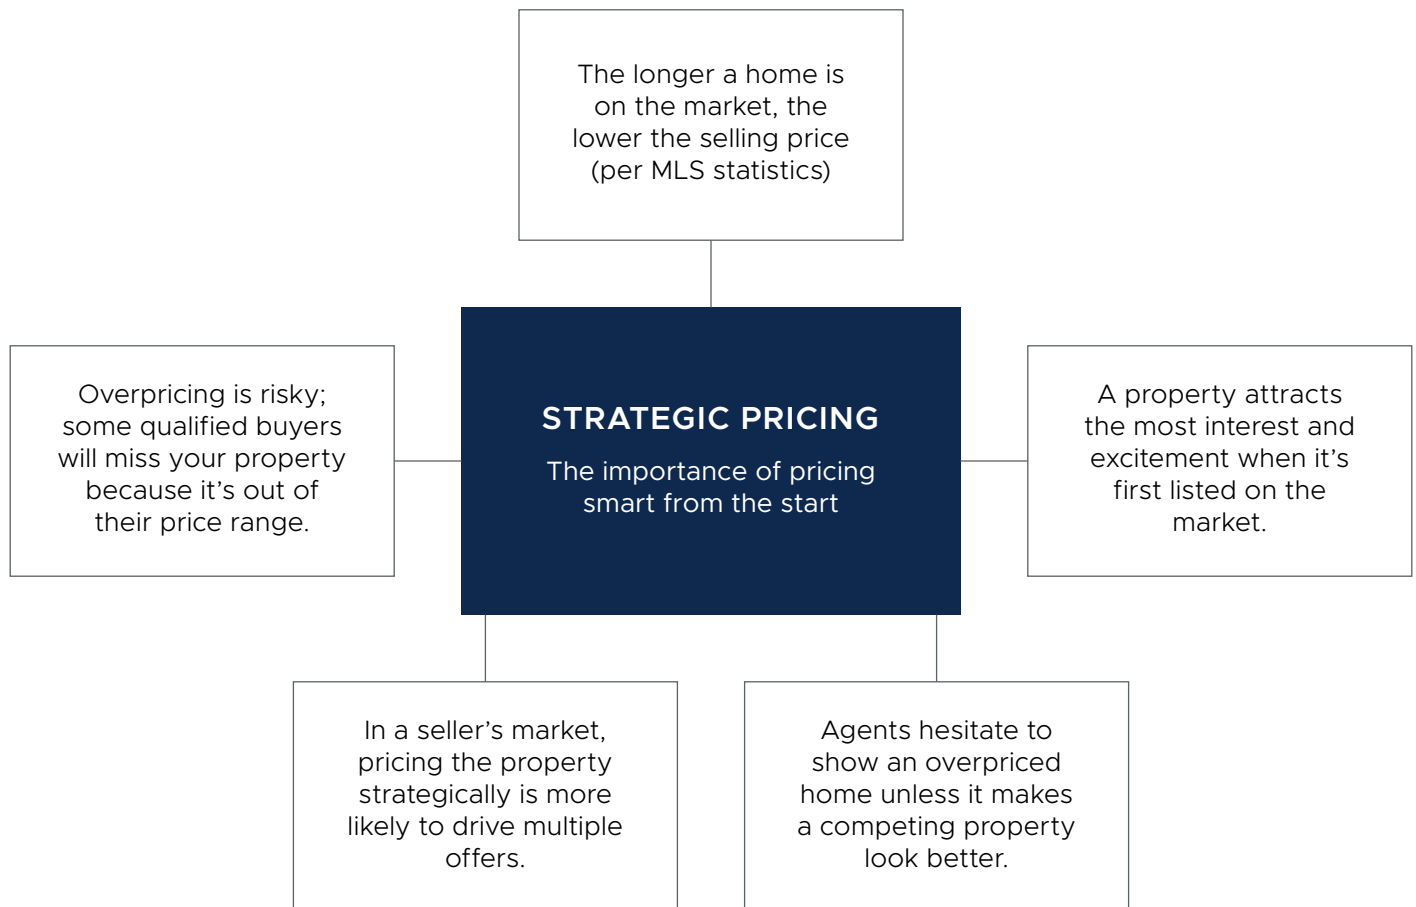 The longer a home is
on the market, the
lower the selling price
(per MLS statistics)
Overpricing is risky;
some qualified buyers
will miss your property
because it’s out of
their price range.
STRATEGIC PRICING
The importance of pricing
smart from the start
A property attracts
the most interest and
excitement when it’s
first listed on the
market.
In a seller’s market,
pricing the property
strategically is more
likely to drive multiple
offers.
Agents hesitate to
show an overpriced
home unless it makes
a competing property
look better.